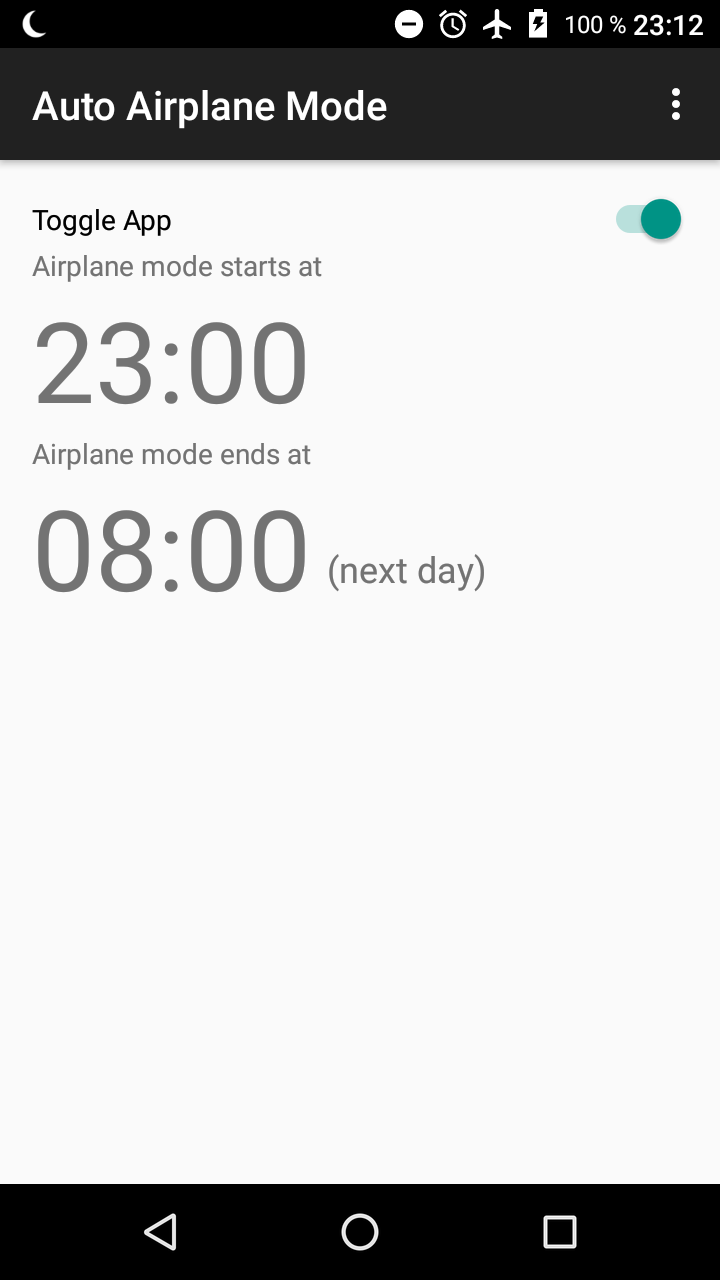 100 % 23:12
Auto Airplane Mode
Toggle App
Airplane mode starts at
23:00
Airplane mode ends at
08:00 (next day)